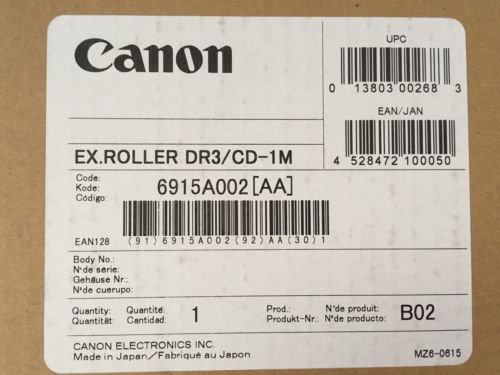 Canon
UPC
0 13803 00268 3
EAN/JAN
4 528472 100050
EX.ROLLER DR3/CD-1M
Code:
Kode: 6915A002[AA]
Código:
EAN128 (91)6915A002(92)AA(30)1
Body No.:
N°de série:
Gehäuse Nr.:
N°de cuerupo:
Quantity: Quantité: 1 Prod.: N°de produit: B02
Quantität: Cantidad: Produkt-Nr.: N°de producto:
CANON ELECTRONICS INC.
Made in Japan/Fabriqué au Japon MZ6-0615